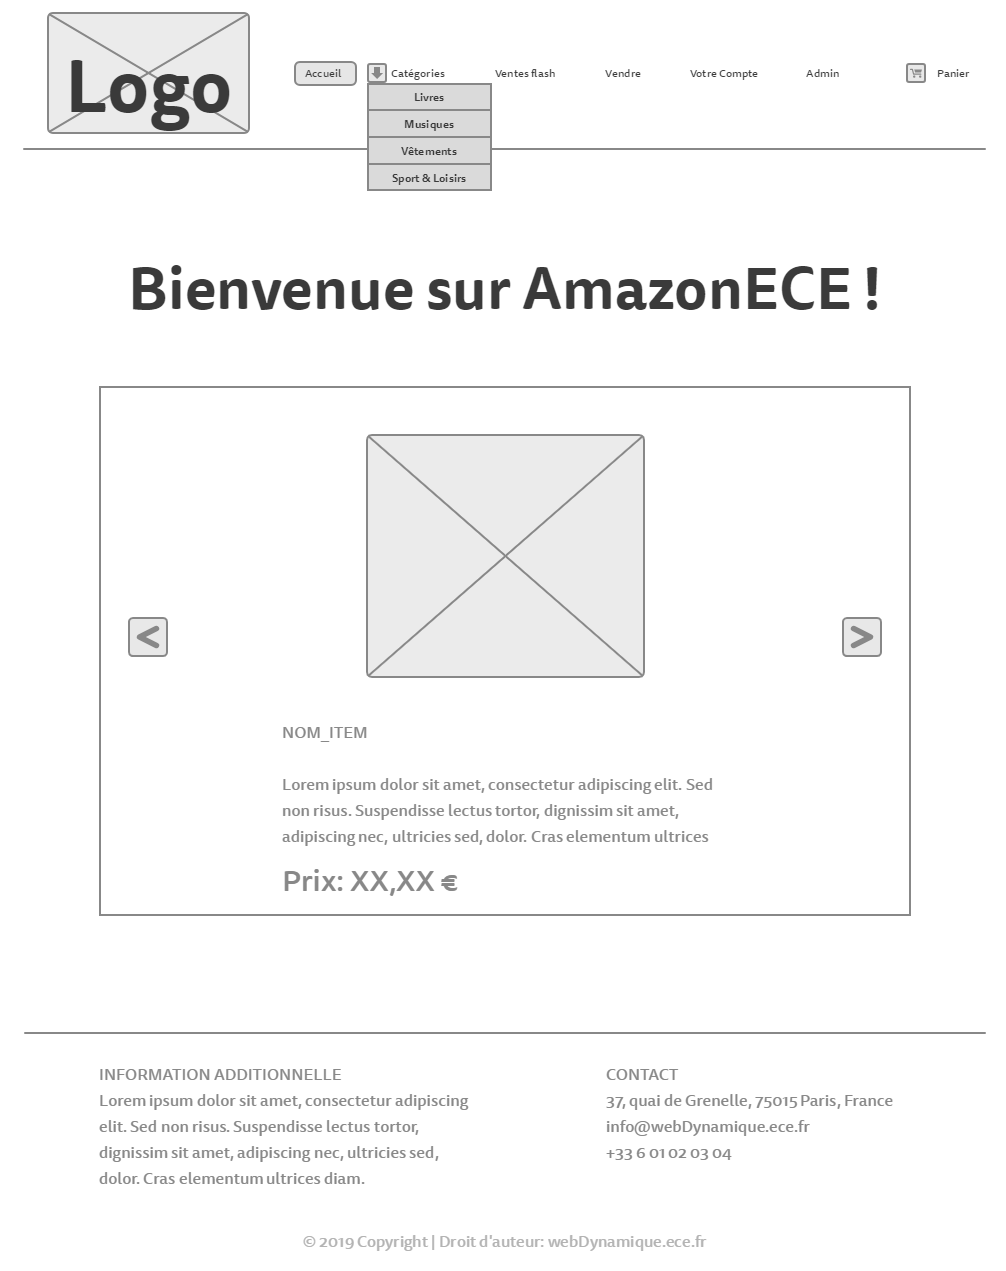 Logo
Accueil
Catégories
Ventes flash
Vendre
Votre Compte
Admin
Panier
Livres
Musiques
Vêtements
Sport & Loisirs
Bienvenue sur AmazonECE !
<
>
NOM_ITEM
Lorem ipsum dolor sit amet, consectetur adipiscing elit. Sed
non risus. Suspendisse lectus tortor, dignissim sit amet,
adipiscing nec, ultricies sed, dolor. Cras elementum ultrices
Prix: XX,XX €
INFORMATION ADDITIONNELLE
Lorem ipsum dolor sit amet, consectetur adipiscing
elit. Sed non risus. Suspendisse lectus tortor,
dignissim sit amet, adipiscing nec, ultricies sed,
dolor. Cras elementum ultrices diam.
CONTACT
37, quai de Grenelle, 75015 Paris, France
info@webDynamique.ece.fr
+33 6 01 02 03 04
© 2019 Copyright | Droit d'auteur: webDynamique.ece.fr